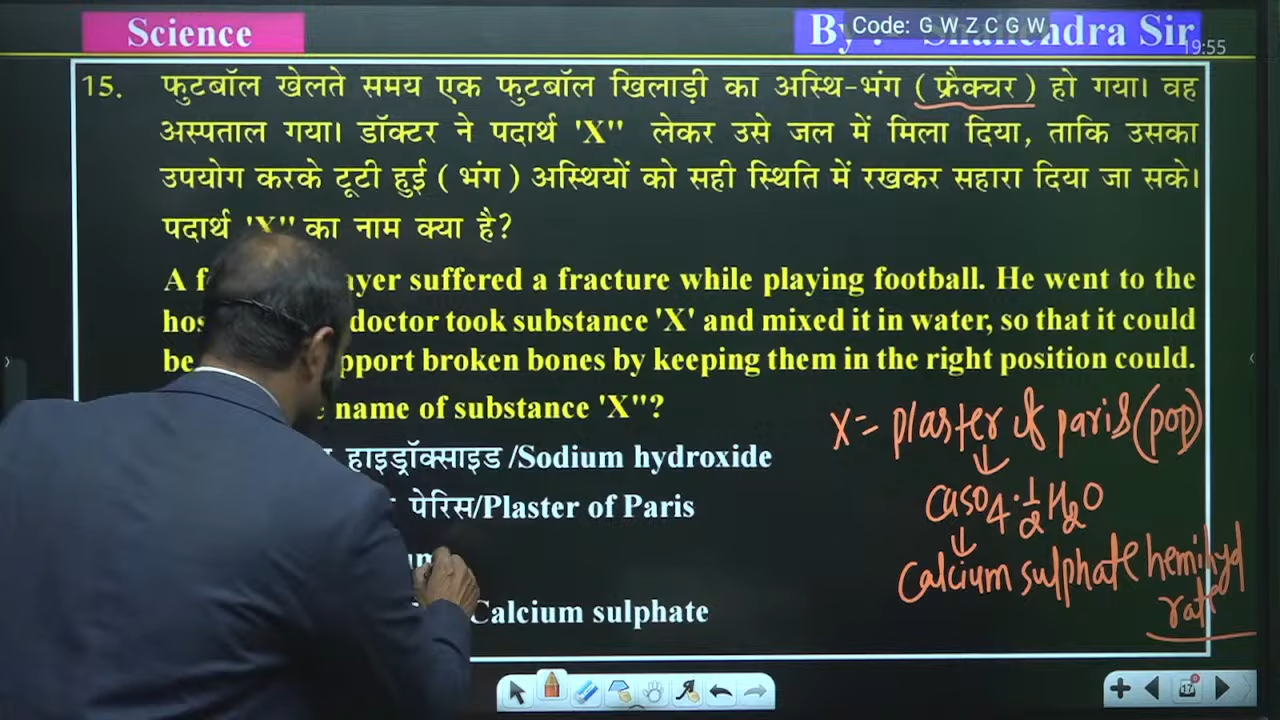 Science
By :- Shailendra Sir
Code: G W Z C G W
19:55
15. फुटबॉल खेलते समय एक फुटबॉल खिलाड़ी का अस्थि-भंग ( फ्रैक्चर ) हो गया। वह
अस्पताल गया। डॉक्टर ने पदार्थ 'X'' लेकर उसे जल में मिला दिया, ताकि उसका
उपयोग करके टूटी हुई ( भंग ) अस्थियों को सही स्थिति में रखकर सहारा दिया जा सके।
पदार्थ 'X'' का नाम क्या है?
A suffered a fracture while playing football. He went to the
doctor took substance 'X' and mixed it in water, so that it could
be broken bones by keeping them in the right position could.
name of substance 'X''?
हाइड्रॉक्साइड /Sodium hydroxide
पेरिस/Plaster of Paris
Calcium sulphate
X = plaster of paris (pop)
↓
CaSO4·1/2H2O
↓
Calcium sulphate hemihyd
rate
17